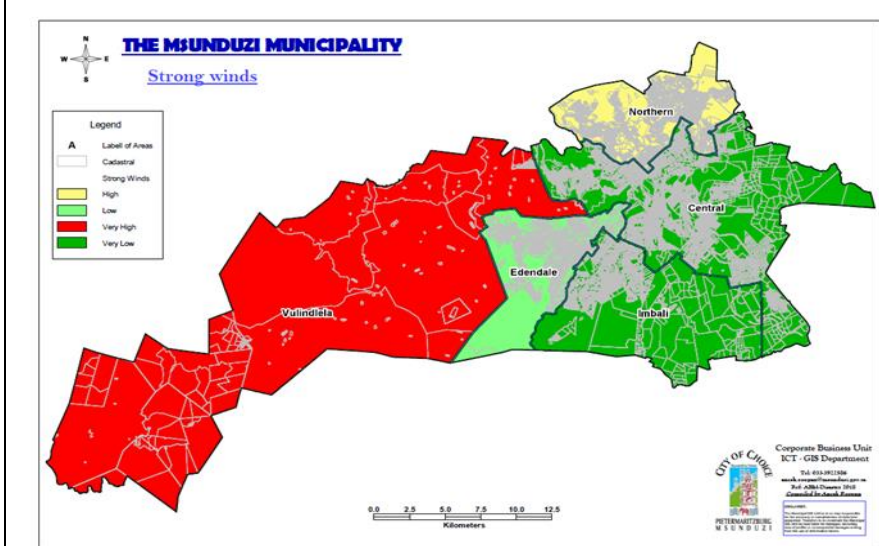 THE MSUNDUZI MUNICIPALITY
Strong winds
N
W E
S
Legend
A Labell of Areas
Cadastral
Strong Winds
High
Low
Very High
Very Low
Northern
Central
Edendale
Imbali
Vulindlela
0.0 2.5 5.0 7.5 10.0 12.5
Kilometers
CITY OF CHOICE
PIETERMARITZBURG
MSUNDUZI
Corporate Business Unit
ICT - GIS Department
DISCLAIMER: